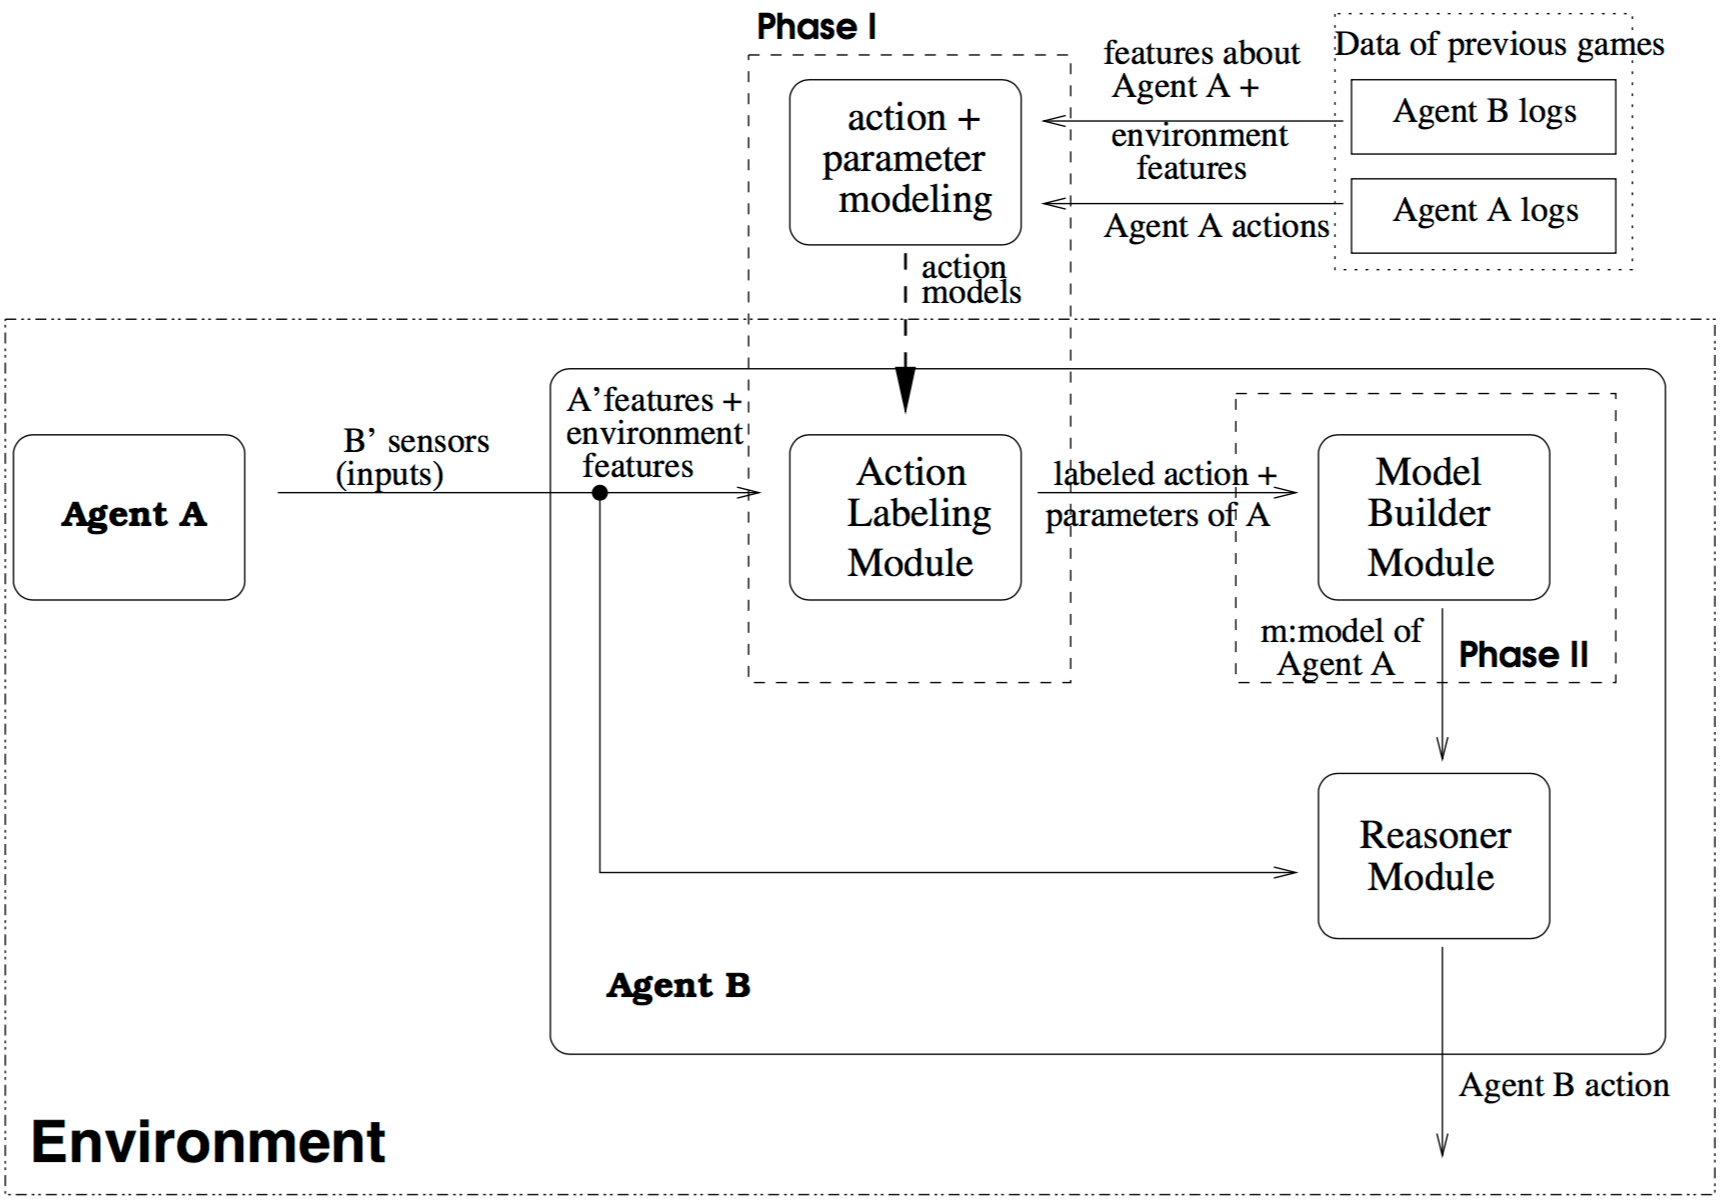 Phase I
action +
parameter
modeling
features about
Agent A +
environment
features
Agent A actions
Data of previous games
Agent B logs
Agent A logs
action
models
Agent A
B’ sensors
(inputs)
A’features +
environment
features
Action
Labeling
Module
labeled action +
parameters of A
Model
Builder
Module
m:model of
Agent A
Phase II
Reasoner
Module
Agent B
Agent B action
Environment